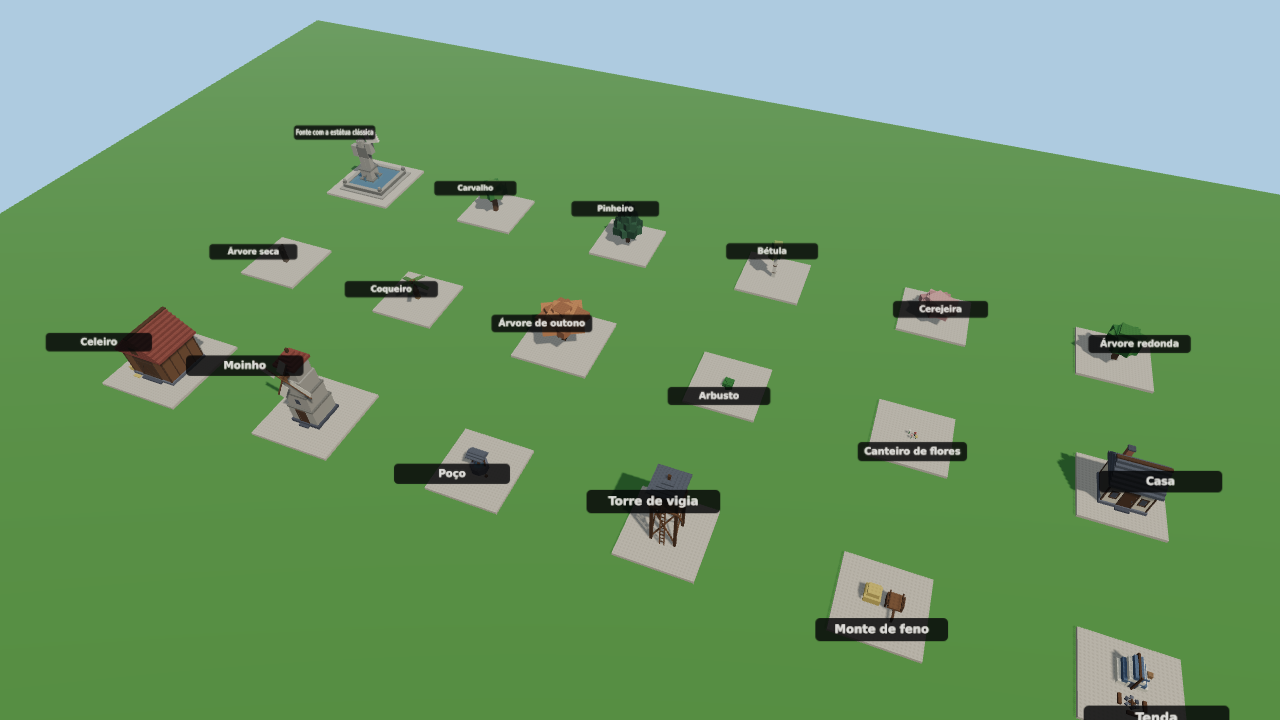 Fonte com a estátua clássica
Carvalho
Pinheiro
Bétula
Cerejeira
Árvore redonda
Árvore seca
Coqueiro
Árvore de outono
Arbusto
Canteiro de flores
Casa
Celeiro
Moinho
Poço
Torre de vigia
Monte de feno
Tenda